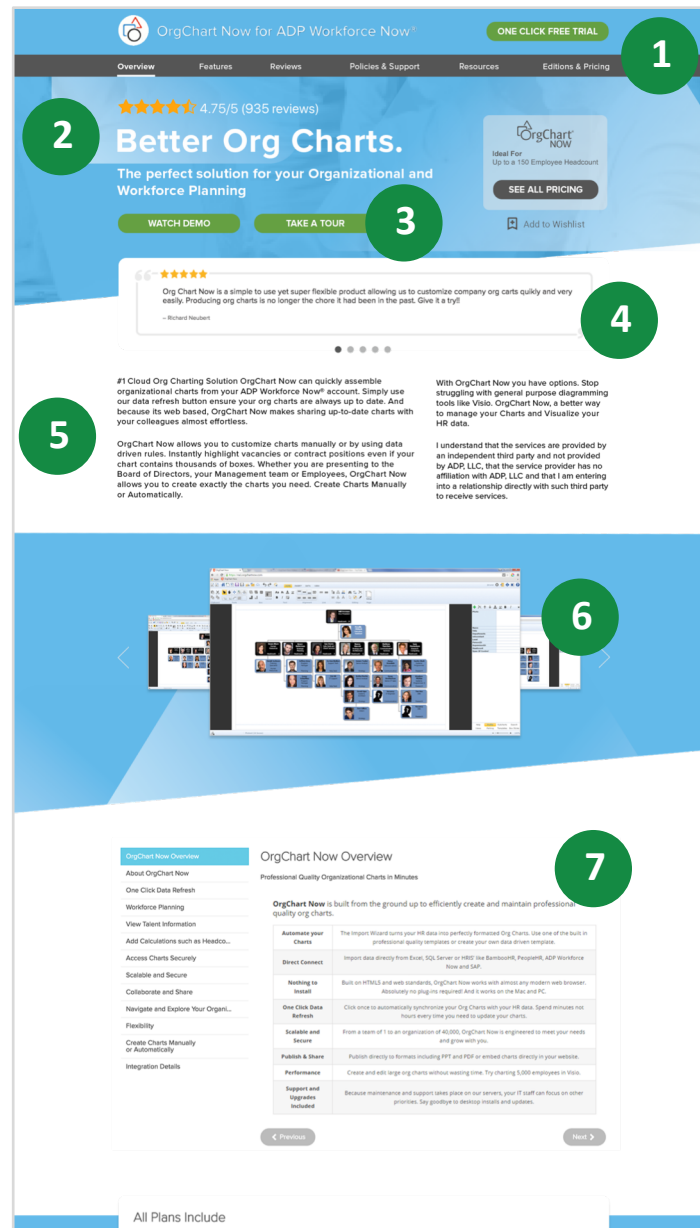 OrgChart Now for ADP Workforce Now®
ONE CLICK FREE TRIAL
1
Overview
Features
Reviews
Policies & Support
Resources
Editions & Pricing
2
4.75/5 (935 reviews)
Better Org Charts.
The perfect solution for your Organizational and
Workforce Planning
WATCH DEMO
TAKE A TOUR
3
OrgChart
NOW
Ideal For
Up to a 150 Employee Headcount
SEE ALL PRICING
Add to Wishlist
Org Chart Now is a simple to use yet super flexible product allowing us to customize company org carts quikly and very
easily. Producing org charts is no longer the chore it had been in the past. Give it a try!!
– Richard Neubert
4
5
#1 Cloud Org Charting Solution OrgChart Now can quickly assemble
organizational charts from your ADP Workforce Now® account. Simply use
our data refresh button ensure your org charts are always up to date. And
because its web based, OrgChart Now makes sharing up-to-date charts with
your colleagues almost effortless.
OrgChart Now allows you to customize charts manually or by using data
driven rules. Instantly highlight vacancies or contract positions even if your
chart contains thousands of boxes. Whether you are presenting to the
Board of Directors, your Management team or Employees, OrgChart Now
allows you to create exactly the charts you need. Create Charts Manually
or Automatically.
With OrgChart Now you have options. Stop
struggling with general purpose diagramming
tools like Visio. OrgChart Now, a better way
to manage your Charts and Visualize your
HR data.
I understand that the services are provided by
an independent third party and not provided
by ADP, LLC, that the service provider has no
affiliation with ADP, LLC and that I am entering
into a relationship directly with such third party
to receive services.
6
7
OrgChart Now Overview
About OrgChart Now
One Click Data Refresh
Workforce Planning
View Talent Information
Add Calculations such as Headco...
Access Charts Securely
Scalable and Secure
Collaborate and Share
Navigate and Explore Your Organi...
Flexibility
Create Charts Manually
or Automatically
Integration Details
OrgChart Now Overview
Professional Quality Organizational Charts in Minutes
OrgChart Now is built from the ground up to efficiently create and maintain professional
quality org charts.
Automate your
Charts
The Import Wizard turns your HR data into perfectly formatted Org Charts. Use one of the built in
professional quality templates or create your own data driven template.
Direct Connect
Import data directly from Excel, SQL Server or HRIS' like BambooHR, PeopleHR, ADP Workforce
Now and SAP.
Nothing to
Install
Built on HTML5 and web standards, OrgChart Now works with almost any modern web browser.
Absolutely no plug-ins required! And it works on the Mac and PC.
One Click Data
Refresh
Click once to automatically synchronize your Org Charts with your HR data. Spend minutes not
hours every time you need to update your charts.
Scalable and
Secure
From a team of 1 to an organization of 40,000, OrgChart Now is engineered to meet your needs
and grow with you.
Publish & Share
Publish directly to formats including PPT and PDF or embed charts directly in your website.
Performance
Create and edit large org charts without wasting time. Try charting 5,000 employees in Visio.
Support and
Upgrades
Included
Because maintenance and support takes place on our servers, your IT staff can focus on other
priorities. Say goodbye to desktop installs and updates.
Previous
Next
All Plans Include